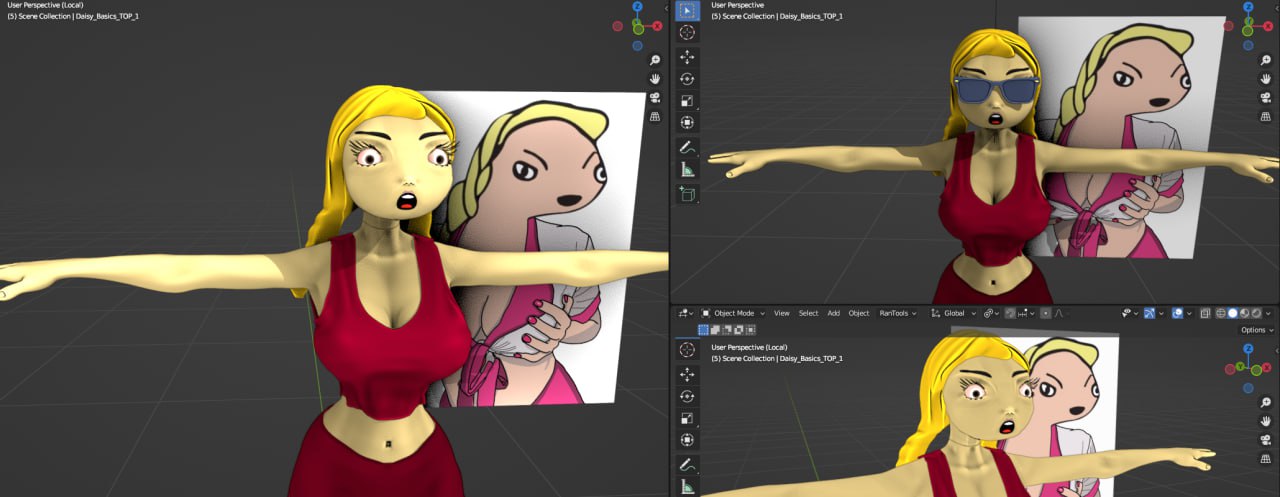 User Perspective (Local)
(5) Scene Collection | Daisy_Basics_TOP_1
User Perspective
(5) Scene Collection | Daisy_Basics_TOP_1
Object Mode View Select Add Object RanTools Global
Options
User Perspective (Local)
(5) Scene Collection | Daisy_Basics_TOP_1
Z
X
Z
X
Z
Y